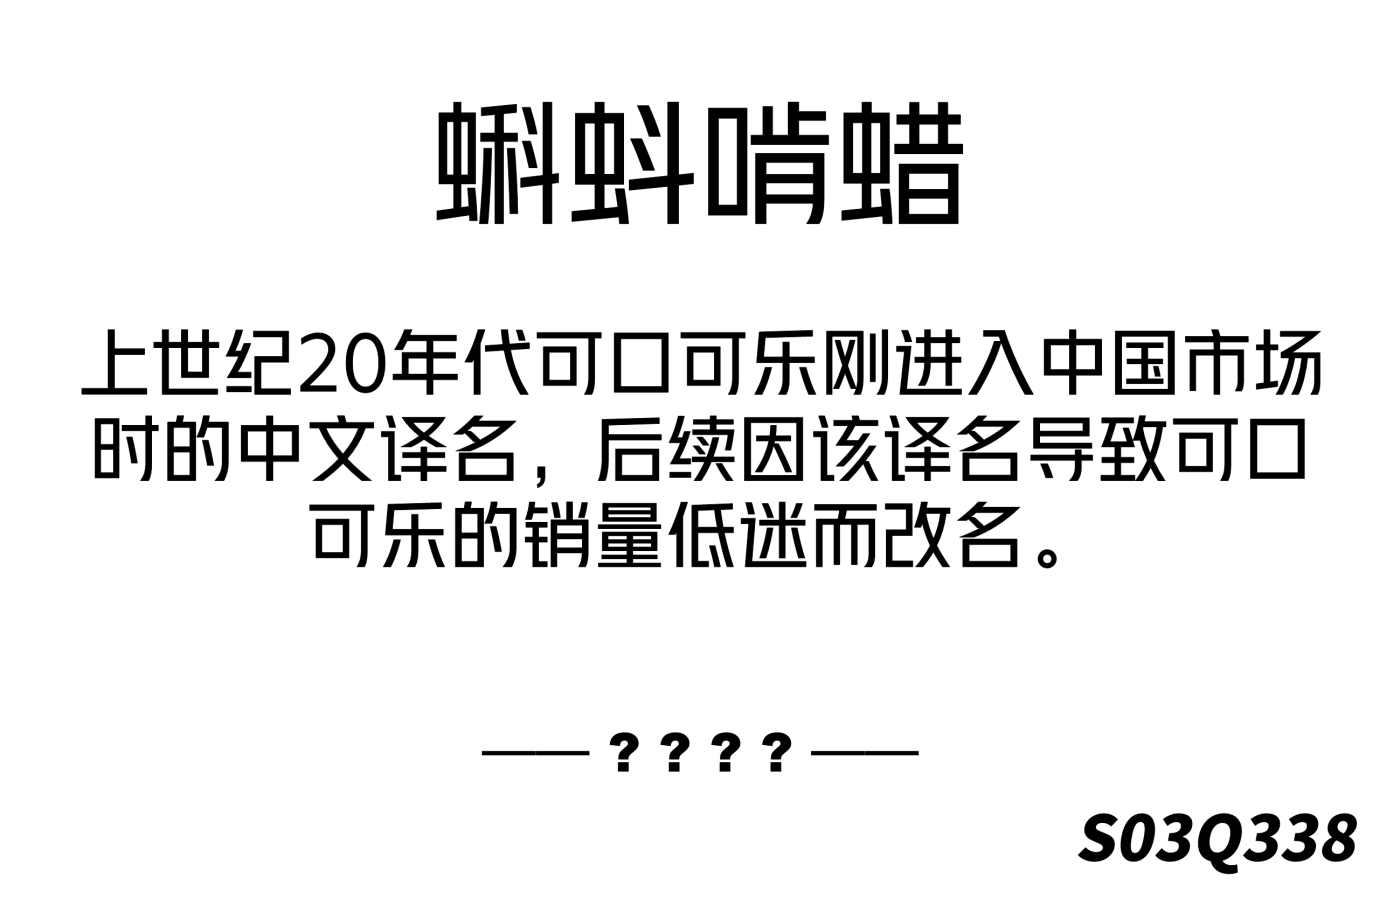 蝌蚪啃蜡
上世纪20年代可口可乐刚进入中国市场
时的中文译名，后续因该译名导致可口
可乐的销量低迷而改名。
—— ? ? ? ? ——
S03Q338